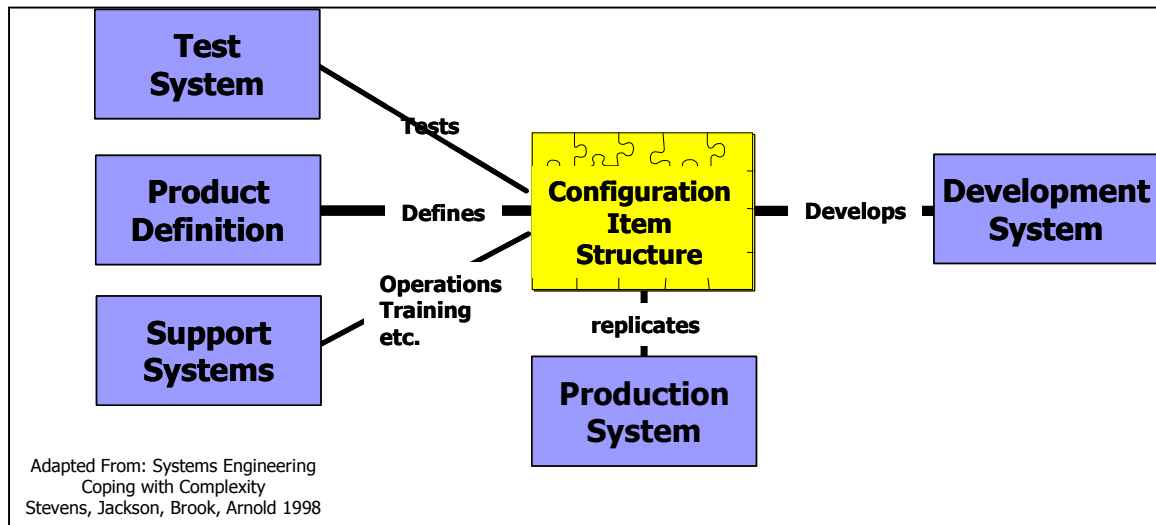 Test
System
Tests
Product
Definition
Defines
Configuration
Item
Structure
Develops
Development
System
Operations
Training
etc.
Support
Systems
replicates
Production
System
Adapted From: Systems Engineering
Coping with Complexity
Stevens, Jackson, Brook, Arnold 1998